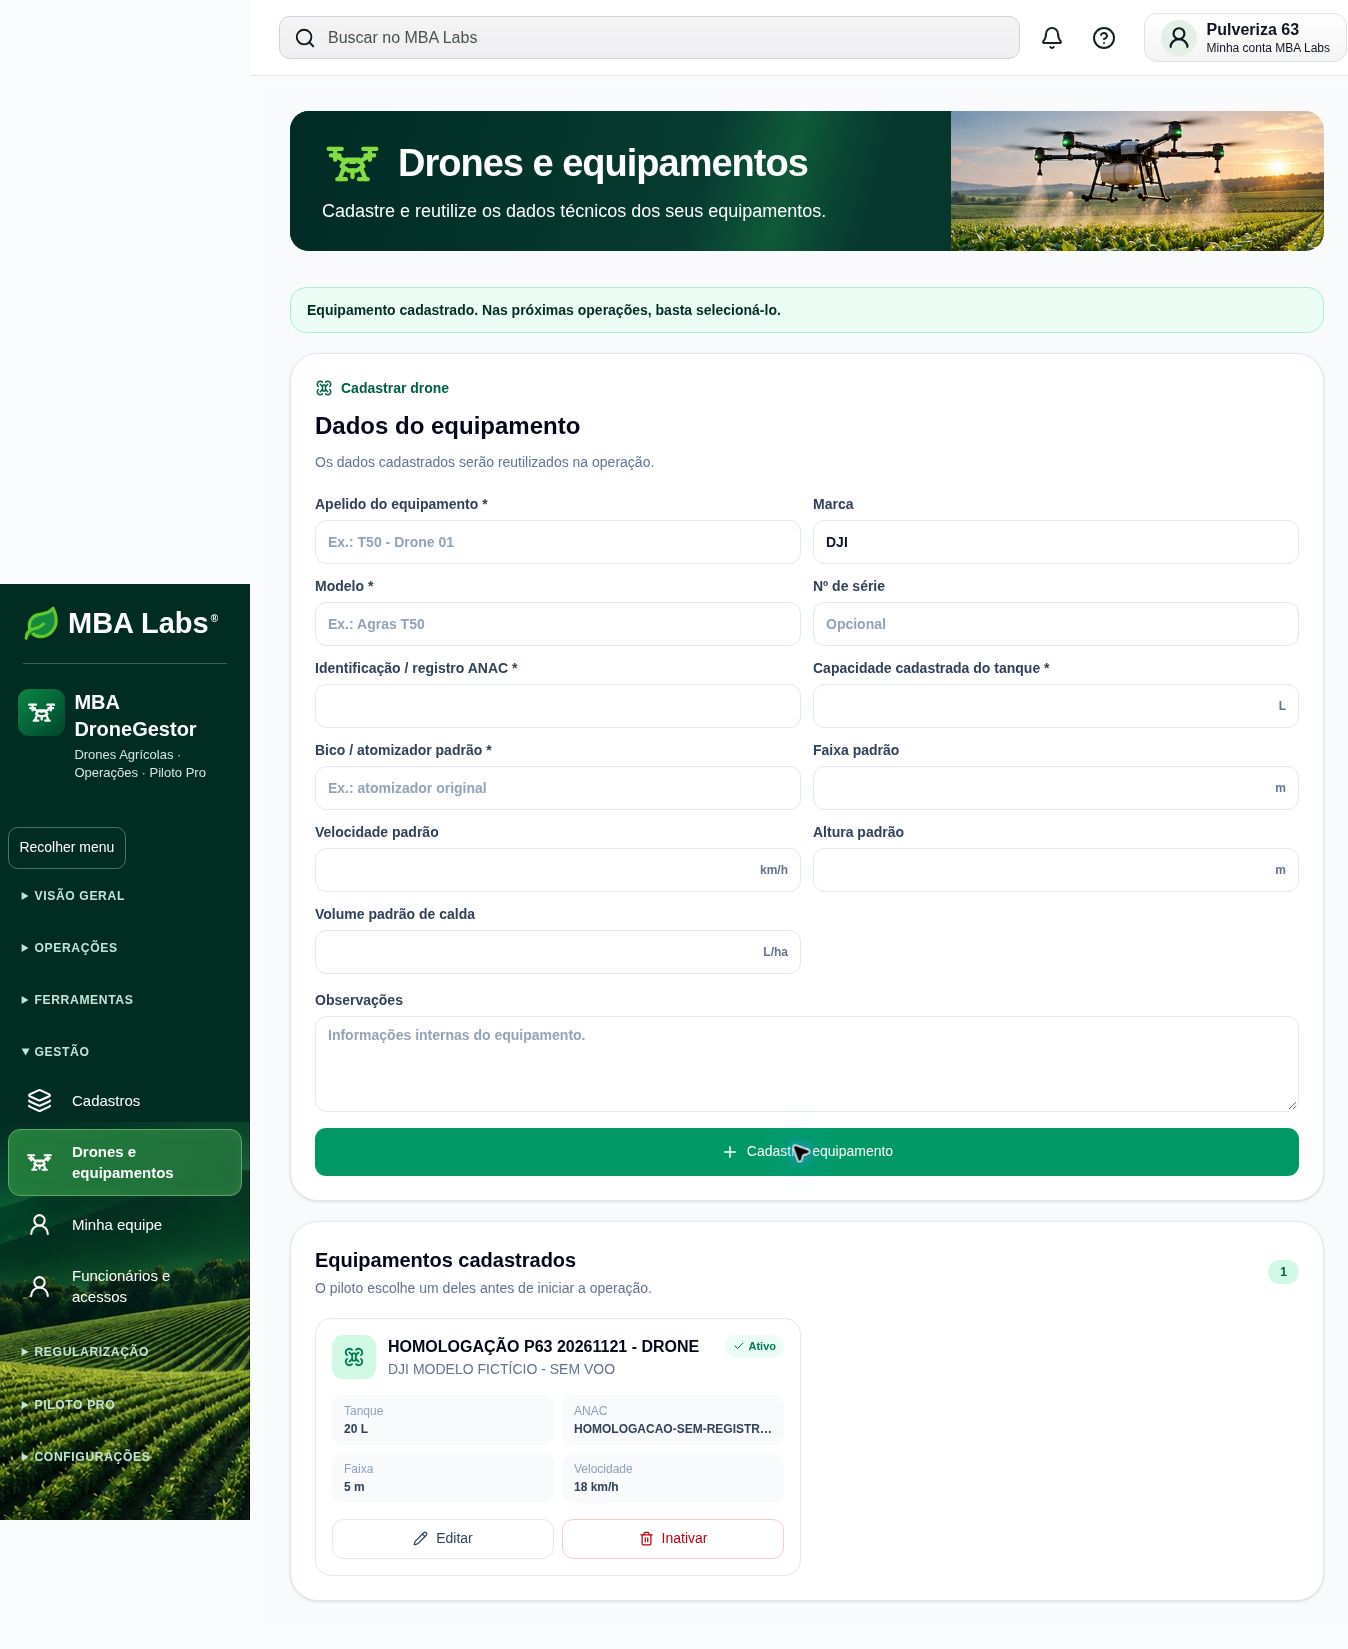 Buscar no MBA Labs
Pulveriza 63
Minha conta MBA Labs
Drones e equipamentos
Cadastre e reutilize os dados técnicos dos seus equipamentos.
Equipamento cadastrado. Nas próximas operações, basta selecioná-lo.
Cadastrar drone
Dados do equipamento
Os dados cadastrados serão reutilizados na operação.
Apelido do equipamento *
Ex.: T50 - Drone 01
Marca
DJI
Modelo *
Ex.: Agras T50
Nº de série
Opcional
Identificação / registro ANAC *
Capacidade cadastrada do tanque *
L
Bico / atomizador padrão *
Ex.: atomizador original
Faixa padrão
m
Velocidade padrão
km/h
Altura padrão
m
Volume padrão de calda
L/ha
Observações
Informações internas do equipamento.
equipamento
Equipamentos cadastrados
O piloto escolhe um deles antes de iniciar a operação.
1
HOMOLOGAÇÃO P63 20261121 - DRONE
Ativo
DJI MODELO FICTÍCIO - SEM VOO
Tanque
20 L
ANAC
HOMOLOGACAO-SEM-REGISTR...
Faixa
5 m
Velocidade
18 km/h
Editar
Inativar
MBA Labs®
MBA
DroneGestor
Drones Agrícolas ·
Operações · Piloto Pro
Recolher menu
VISÃO GERAL
OPERAÇÕES
FERRAMENTAS
GESTÃO
Cadastros
Drones e
equipamentos
Minha equipe
Funcionários e
acessos
REGULARIZAÇÃO
PILOTO PRO
CONFIGURAÇÕES